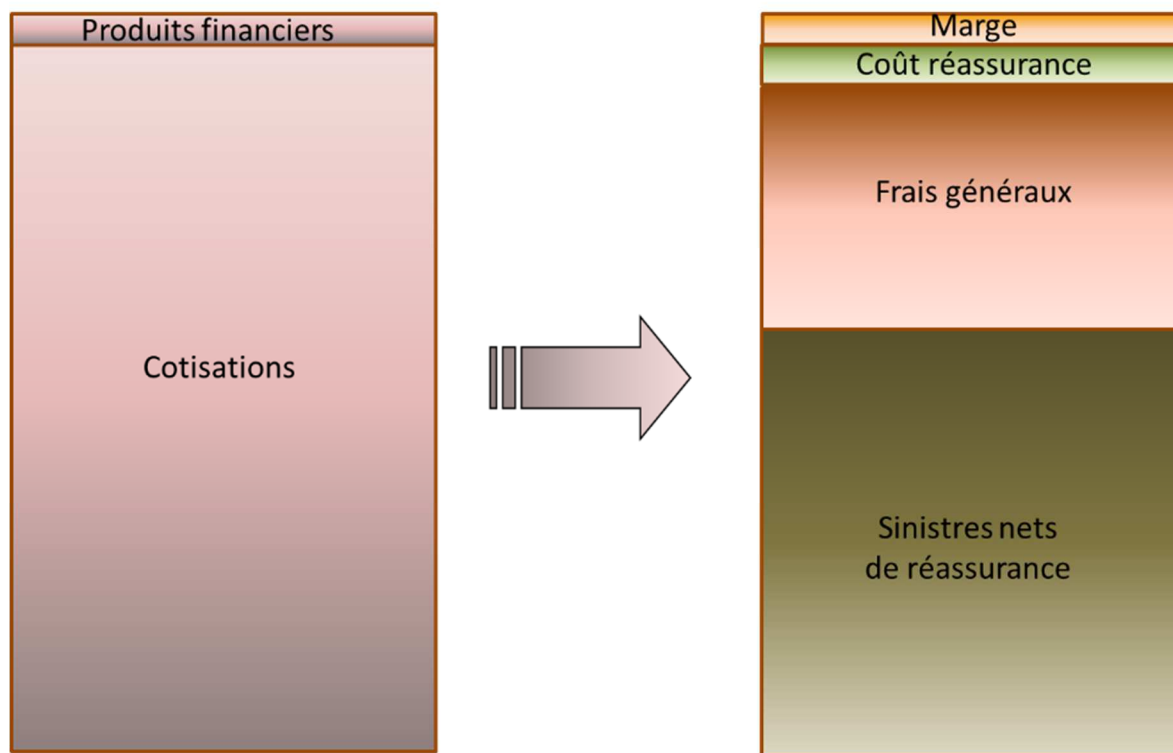 Produits financiers
Cotisations
Marge
Coût réassurance
Frais généraux
Sinistres nets
de réassurance